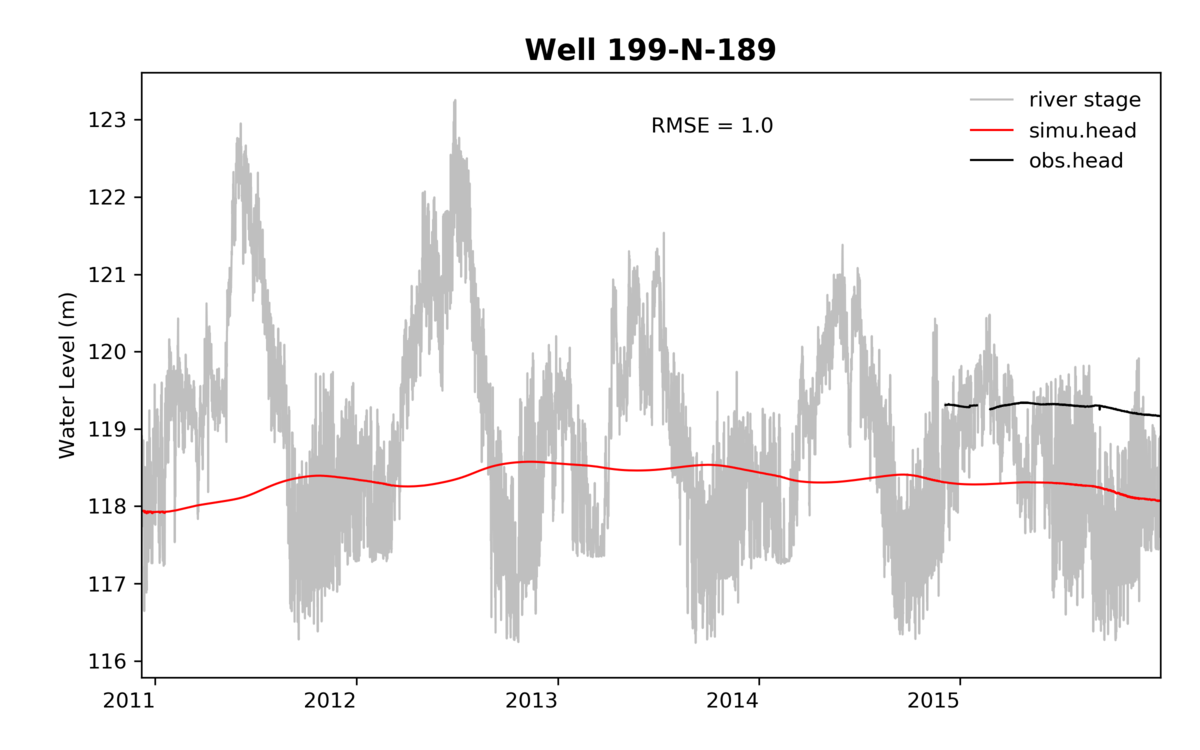 Well 199-N-189
RMSE = 1.0
river stage
simu.head
obs.head
Water Level (m)
123
122
121
120
119
118
117
116
2011 2012 2013 2014 2015